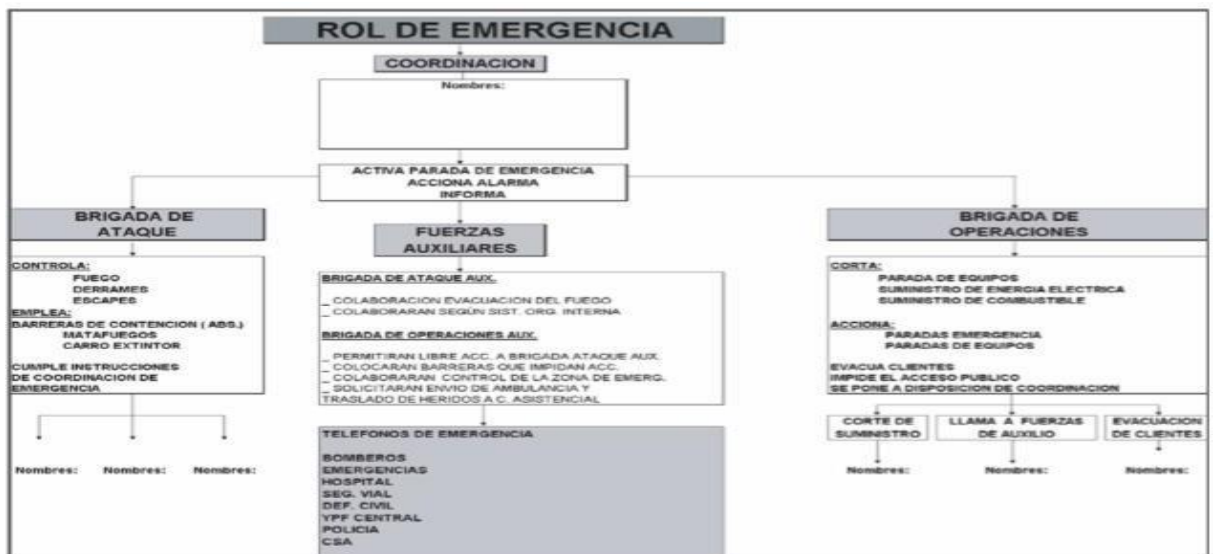 ROL DE EMERGENCIA
COORDINACION
Nombres:
ACTIVA PARADA DE EMERGENCIA
ACCIONA ALARMA
INFORMA
BRIGADA DE
ATAQUE
CONTROLA:
FUEGO
DERRAMES
ESCAPES
EMPLEA:
BARRERAS DE CONTENCION ( ABS.)
MATAFUEGOS
CARRO EXTINTOR
CUMPLE INSTRUCCIONES
DE COORDINACION DE
EMERGENCIA
Nombres: Nombres: Nombres:
FUERZAS
AUXILIARES
BRIGADA DE ATAQUE AUX.
_ COLABORACION EVACUACION DEL FUEGO
_ COLABORARAN SEGÚN SIST. ORG. INTERNA
BRIGADA DE OPERACIONES AUX.
_ PERMITIRAN LIBRE ACC. A BRIGADA ATAQUE AUX.
_ COLOCARAN BARRERAS QUE IMPIDAN ACC.
_ COLABORARAN CONTROL DE LA ZONA DE EMERG.
_ SOLICITARAN ENVIO DE AMBULANCIA Y
TRASLADO DE HERIDOS A C. ASISTENCIAL
TELEFONOS DE EMERGENCIA
BOMBEROS
EMERGENCIAS
HOSPITAL
SEG. VIAL
DEF. CIVIL
YPF CENTRAL
POLICIA
CSA
BRIGADA DE
OPERACIONES
CORTA:
PARADA DE EQUIPOS
SUMINISTRO DE ENERGIA ELECTRICA
SUMINISTRO DE COMBUSTIBLE
ACCIONA:
PARADAS EMERGENCIA
PARADAS DE EQUIPOS
EVACUA CLIENTES
IMPIDE EL ACCESO PUBLICO
SE PONE A DISPOSICION DE COORDINACION
CORTE DE
SUMINISTRO
Nombres:
LLAMA A FUERZAS
DE AUXILIO
Nombres:
EVACUACION
DE CLIENTES
Nombres: